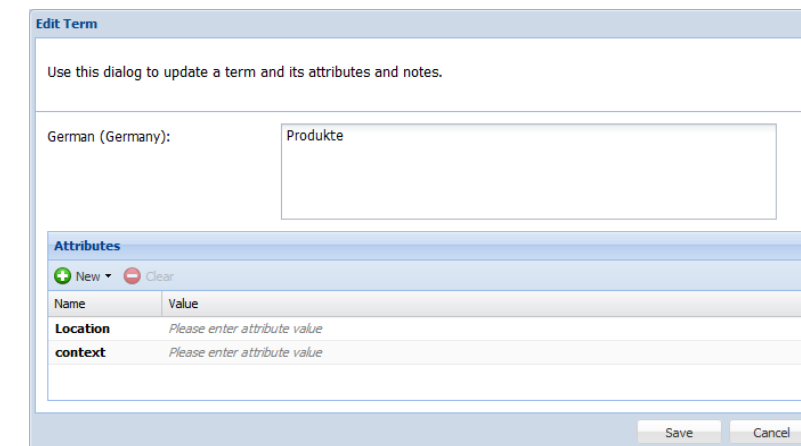 Edit Term
Use this dialog to update a term and its attributes and notes.
German (Germany): Produkte
Attributes
New Clear
Name Value
Location Please enter attribute value
context Please enter attribute value
Save Cancel